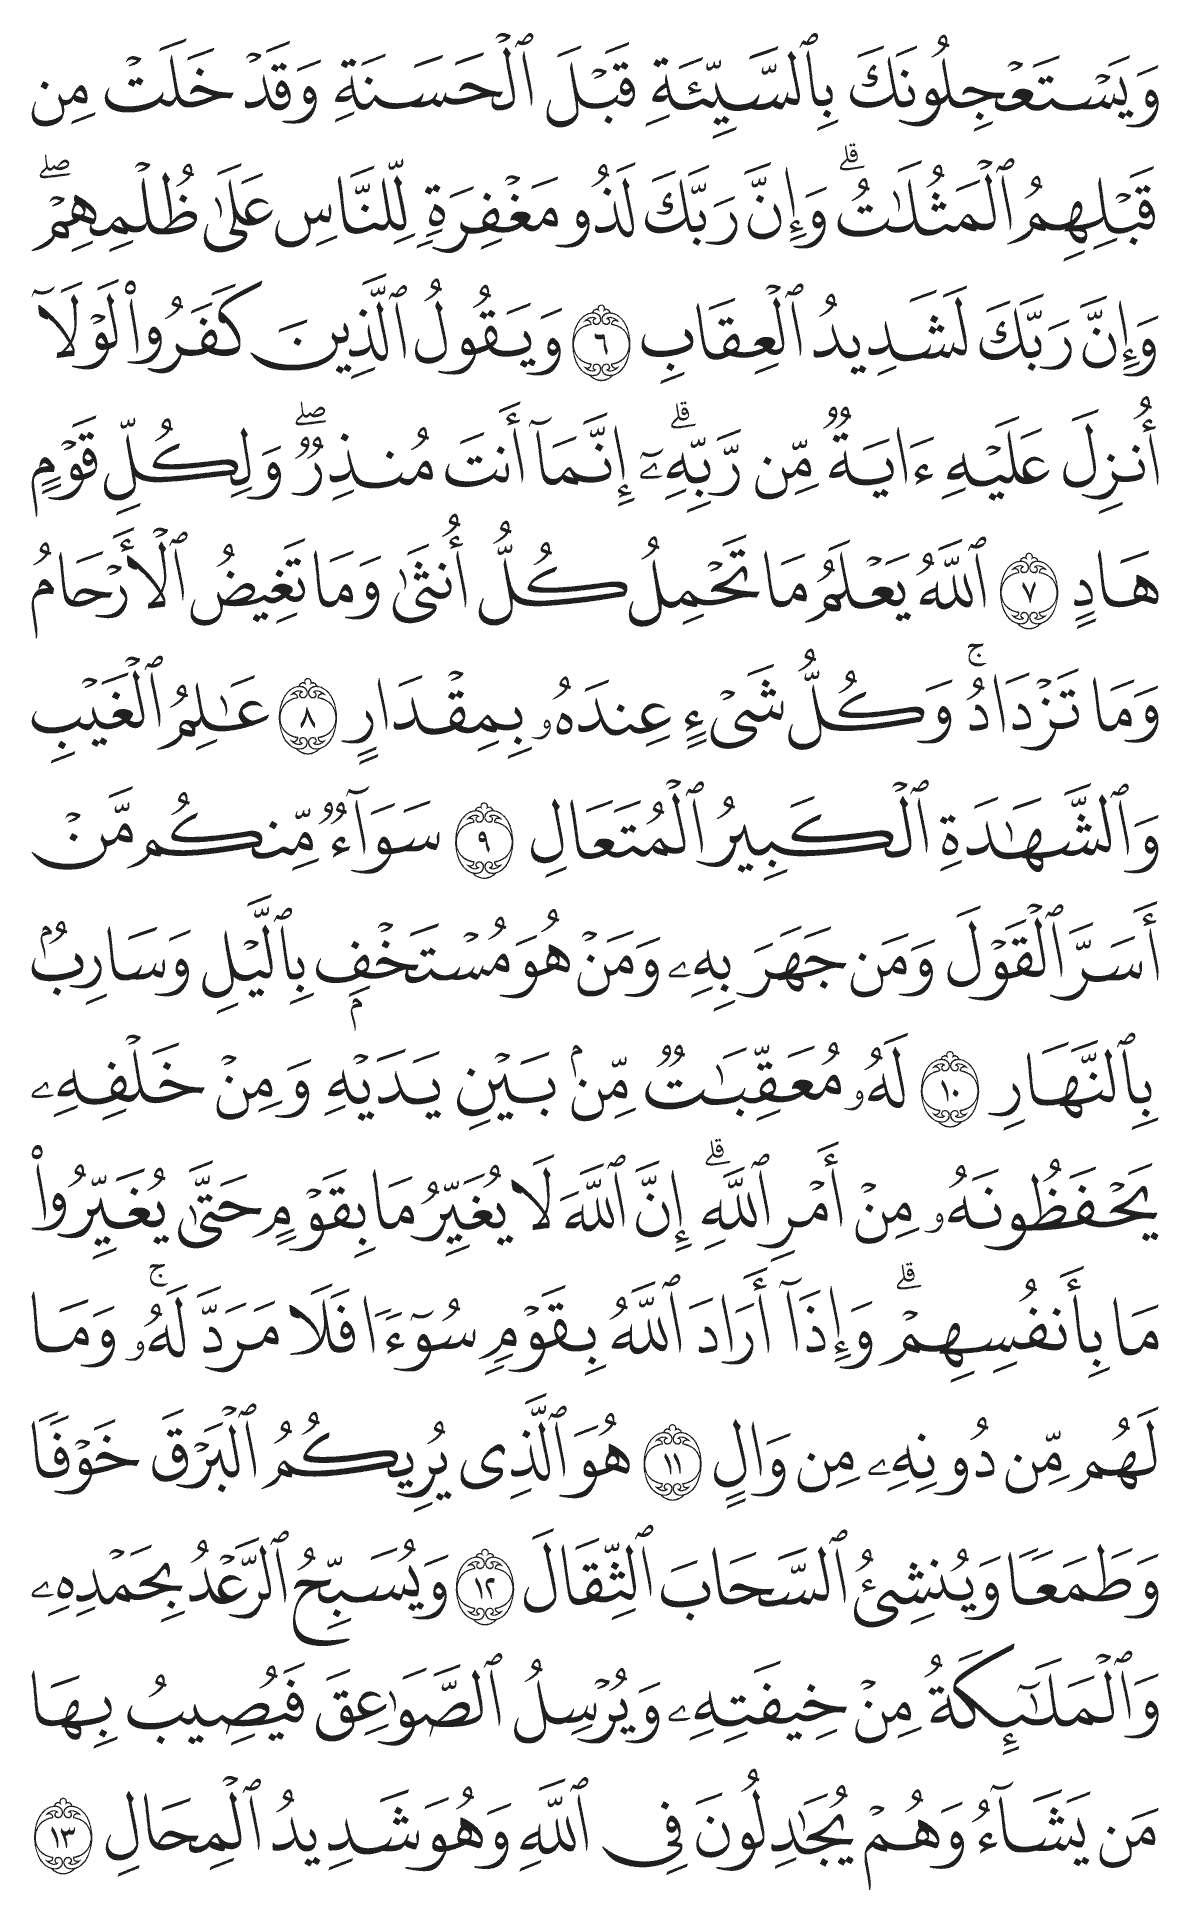 وَيَسۡتَعۡجِلُونَكَ بِٱلسَّيِّئَةِ قَبۡلَ ٱلۡحَسَنَةِ وَقَدۡ خَلَتۡ مِن
قَبۡلِهِمُ ٱلۡمَثُلَٰتُۗ وَإِنَّ رَبَّكَ لَذُو مَغۡفِرَةٖ لِّلنَّاسِ عَلَىٰ ظُلۡمِهِمۡۖ
وَإِنَّ رَبَّكَ لَشَدِيدُ ٱلۡعِقَابِ ٦ وَيَقُولُ ٱلَّذِينَ كَفَرُواْ لَوۡلَآ
أُنزِلَ عَلَيۡهِ ءَايَةٞ مِّن رَّبِّهِۦٓۗ إِنَّمَآ أَنتَ مُنذِرٞۖ وَلِكُلِّ قَوۡمٍ
هَادٍ ٧ ٱللَّهُ يَعۡلَمُ مَا تَحۡمِلُ كُلُّ أُنثَىٰ وَمَا تَغِيضُ ٱلۡأَرۡحَامُ
وَمَا تَزۡدَادُۚ وَكُلُّ شَيۡءٍ عِندَهُۥ بِمِقۡدَارٍ ٨ عَٰلِمُ ٱلۡغَيۡبِ
وَٱلشَّهَٰدَةِ ٱلۡكَبِيرُ ٱلۡمُتَعَالِ ٩ سَوَآءٞ مِّنكُم مَّنۡ
أَسَرَّ ٱلۡقَوۡلَ وَمَن جَهَرَ بِهِۦ وَمَنۡ هُوَ مُسۡتَخۡفِۭ بِٱلَّيۡلِ وَسَارِبُۢ
بِٱلنَّهَارِ ١٠ لَهُۥ مُعَقِّبَٰتٞ مِّنۢ بَيۡنِ يَدَيۡهِ وَمِنۡ خَلۡفِهِۦ
يَحۡفَظُونَهُۥ مِنۡ أَمۡرِ ٱللَّهِۗ إِنَّ ٱللَّهَ لَا يُغَيِّرُ مَا بِقَوۡمٍ حَتَّىٰ يُغَيِّرُواْ
مَا بِأَنفُسِهِمۡۗ وَإِذَآ أَرَادَ ٱللَّهُ بِقَوۡمٖ سُوٓءٗا فَلَا مَرَدَّ لَهُۥۚ وَمَا
لَهُم مِّن دُونِهِۦ مِن وَالٍ ١١ هُوَ ٱلَّذِي يُرِيكُمُ ٱلۡبَرۡقَ خَوۡفٗا
وَطَمَعٗا وَيُنشِئُ ٱلسَّحَابَ ٱلثِّقَالَ ١٢ وَيُسَبِّحُ ٱلرَّعۡدُ بِحَمۡدِهِۦ
وَٱلۡمَلَٰٓئِكَةُ مِنۡ خِيفَتِهِۦ وَيُرۡسِلُ ٱلصَّوَٰعِقَ فَيُصِيبُ بِهَا
مَن يَشَآءُ وَهُمۡ يُجَٰدِلُونَ فِي ٱللَّهِ وَهُوَ شَدِيدُ ٱلۡمِحَالِ ١٣